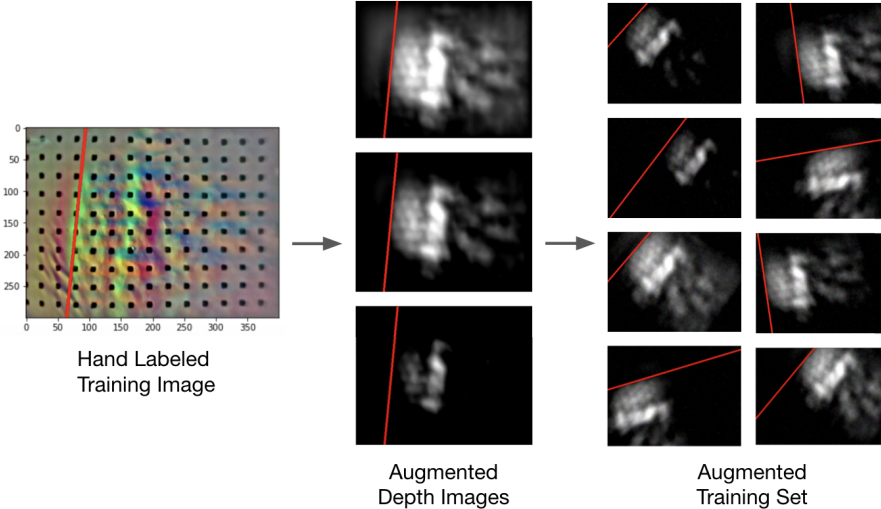 0
50
100
150
200
250
0 50 100 150 200 250 300 350
Hand Labeled
Training Image
Augmented
Depth Images
Augmented
Training Set